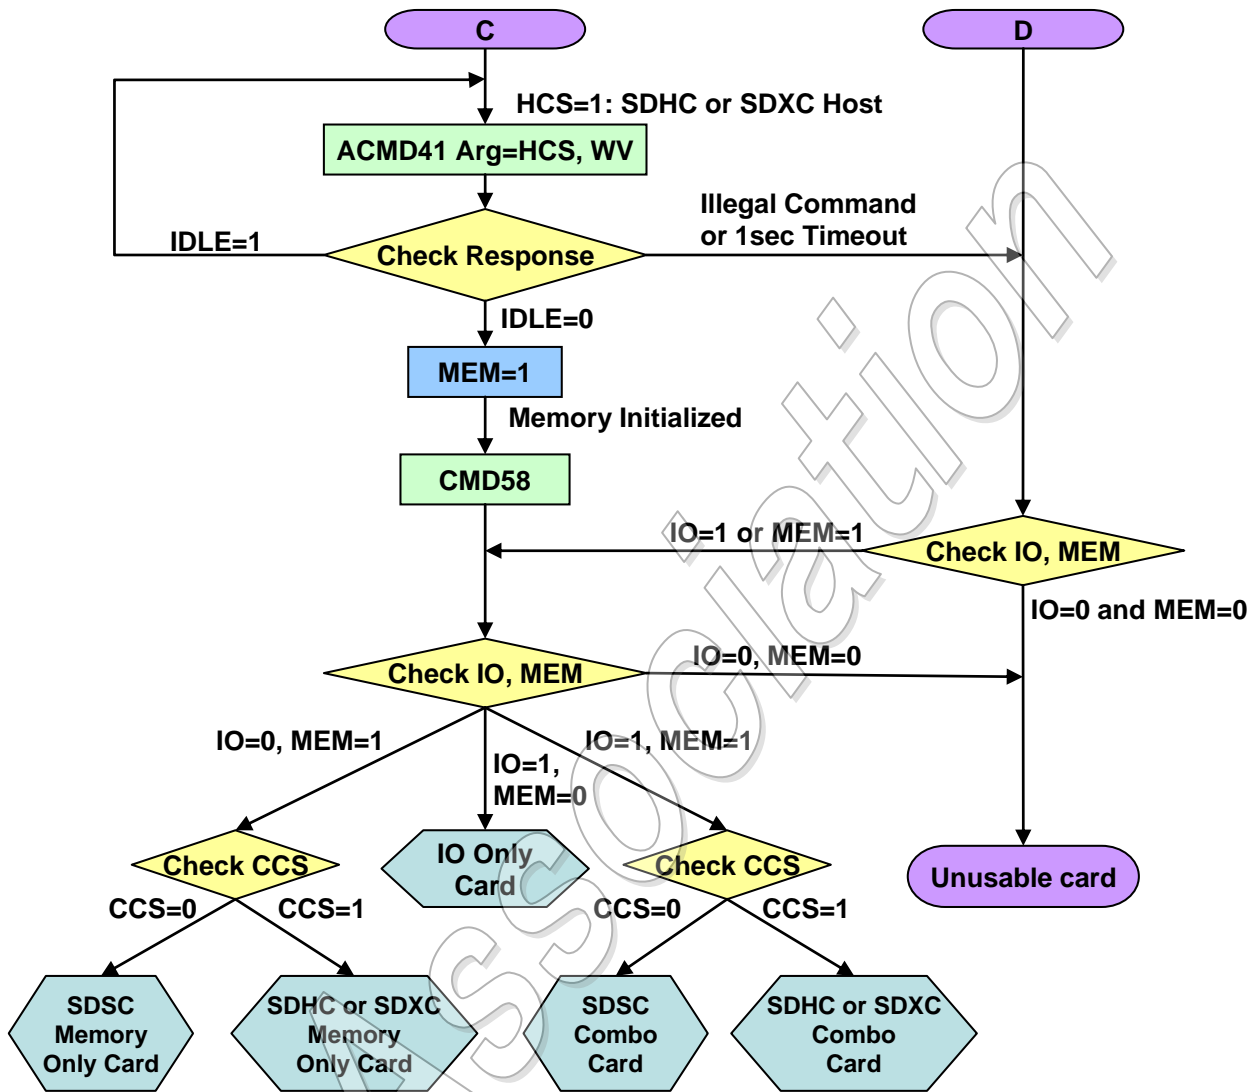 C
D
HCS=1: SDHC or SDXC Host
ACMD41 Arg=HCS, WV
Illegal Command
or 1sec Timeout
IDLE=1
Check Response
IDLE=0
MEM=1
Memory Initialized
CMD58
IO=1 or MEM=1
Check IO, MEM
IO=0 and MEM=0
Check IO, MEM
IO=0, MEM=0
IO=0, MEM=1
IO=1,
MEM=0
IO=1, MEM=1
Check CCS
IO Only
Card
Check CCS
Unusable card
CCS=0
CCS=1
CCS=0
CCS=1
SDSC
Memory
Only Card
SDHC or SDXC
Memory
Only Card
SDSC
Combo
Card
SDHC or SDXC
Combo
Card
Association